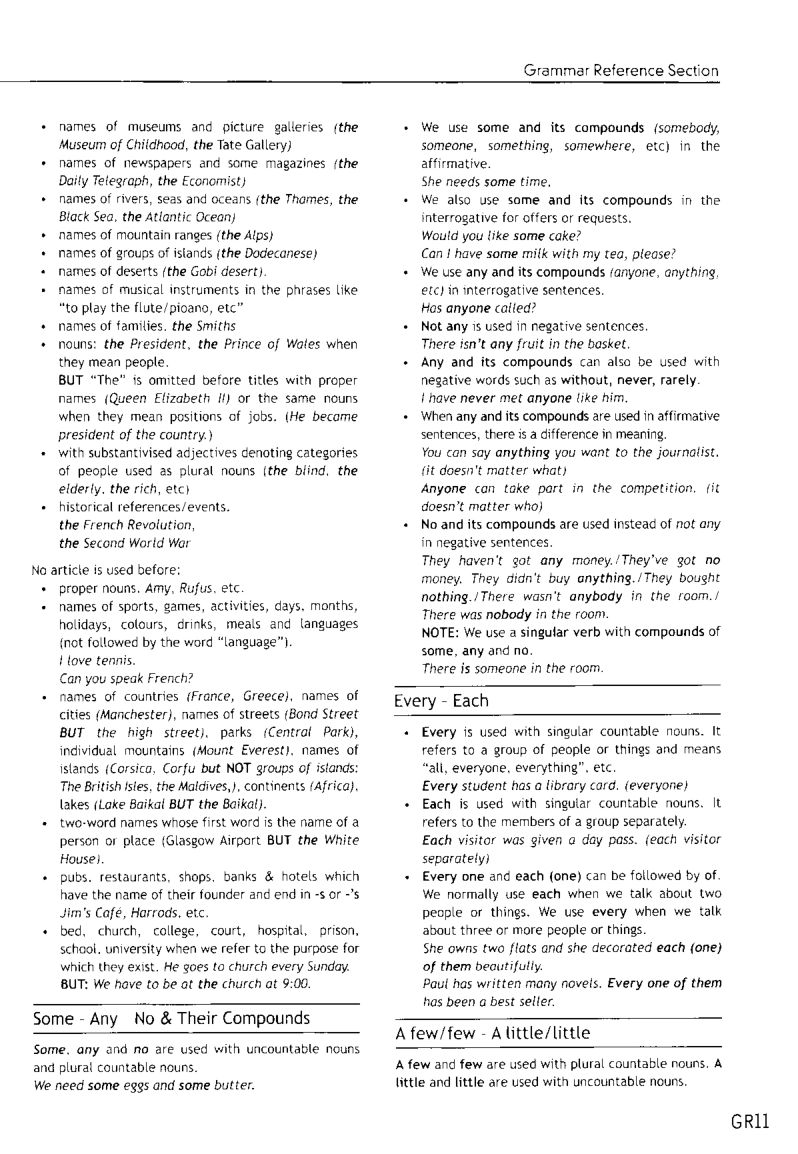 Grammar Reference Section
• names of museums and picture galleries (the
Museum of Childhood, the Tate Gallery)
• names of newspapers and some magazines (the
Daily Telegraph, the Economist)
• names of rivers, seas and oceans (the Thames, the
Black Sea, the Atlantic Ocean)
• names of mountain ranges (the Alps)
• names of groups of islands (the Dodecanese)
• names of deserts (the Gobi desert).
• names of musical instruments in the phrases like
"to play the flute/pioano, etc"
• names of families. the Smiths
• nouns: the President, the Prince of Wales when
they mean people.
BUT "The" is omitted before titles with proper
names (Queen Elizabeth II) or the same nouns
when they mean positions of jobs. (He became
president of the country.)
• with substantivised adjectives denoting categories
of people used as plural nouns (the blind, the
elderly, the rich, etc)
• historical references/events.
the French Revolution,
the Second World War
No article is used before:
• proper nouns. Amy, Rufus, etc.
• names of sports, games, activities, days, months,
holidays, colours, drinks, meals and languages
(not followed by the word "language").
I love tennis.
Can you speak French?
• names of countries (France, Greece), names of
cities (Manchester), names of streets (Bond Street
BUT the high street), parks (Central Park),
individual mountains (Mount Everest), names of
islands (Corsica, Corfu but NOT groups of islands:
The British Isles, the Maldives,), continents (Africa),
lakes (Lake Baikal BUT the Baikal).
• two-word names whose first word is the name of a
person or place (Glasgow Airport BUT the White
House).
• pubs, restaurants, shops, banks & hotels which
have the name of their founder and end in -s or -'s
Jim's Café, Harrods, etc.
• bed, church, college, court, hospital, prison,
school, university when we refer to the purpose for
which they exist. He goes to church every Sunday.
BUT: We have to be at the church at 9:00.
Some - Any No & Their Compounds
Some, any and no are used with uncountable nouns
and plural countable nouns.
We need some eggs and some butter.
• We use some and its compounds (somebody,
someone, something, somewhere, etc) in the
affirmative.
She needs some time.
• We also use some and its compounds in the
interrogative for offers or requests.
Would you like some cake?
Can I have some milk with my tea, please?
• We use any and its compounds (anyone, anything,
etc) in interrogative sentences.
Has anyone called?
• Not any is used in negative sentences.
There isn't any fruit in the basket.
• Any and its compounds can also be used with
negative words such as without, never, rarely.
I have never met anyone like him.
• When any and its compounds are used in affirmative
sentences, there is a difference in meaning.
You can say anything you want to the journalist.
(it doesn't matter what)
Anyone can take part in the competition. (it
doesn't matter who)
• No and its compounds are used instead of not any
in negative sentences.
They haven't got any money./They've got no
money. They didn't buy anything./They bought
nothing./There wasn't anybody in the room./
There was nobody in the room.
NOTE: We use a singular verb with compounds of
some, any and no.
There is someone in the room.
Every - Each
• Every is used with singular countable nouns. It
refers to a group of people or things and means
"all, everyone, everything", etc.
Every student has a library card. (everyone)
• Each is used with singular countable nouns. It
refers to the members of a group separately.
Each visitor was given a day pass. (each visitor
separately)
• Every one and each (one) can be followed by of.
We normally use each when we talk about two
people or things. We use every when we talk
about three or more people or things.
She owns two flats and she decorated each (one)
of them beautifully.
Paul has written many novels. Every one of them
has been a best seller.
A few/few - A little/little
A few and few are used with plural countable nouns. A
little and little are used with uncountable nouns.
GR11